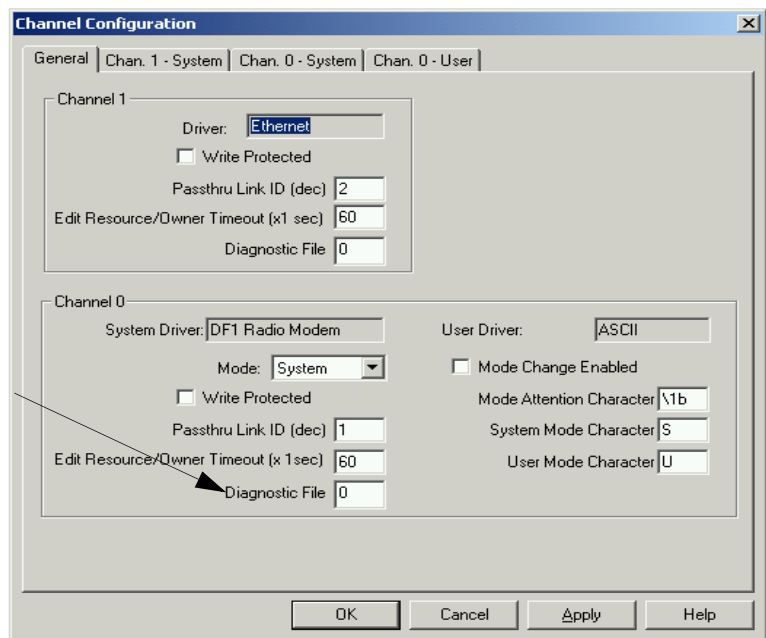 Channel Configuration
General
Chan. 1 - System
Chan. 0 - System
Chan. 0 - User
Channel 1
Driver: Ethernet
Write Protected
Passthru Link ID (dec) 2
Edit Resource/Owner Timeout (x1 sec) 60
Diagnostic File 0
Channel 0
System Driver: DF1 Radio Modem
Mode: System
Write Protected
Passthru Link ID (dec) 1
Edit Resource/Owner Timeout (x 1sec) 60
Diagnostic File 0
User Driver: ASCII
Mode Change Enabled
Mode Attention Character \1b
System Mode Character S
User Mode Character U
OK
Cancel
Apply
Help